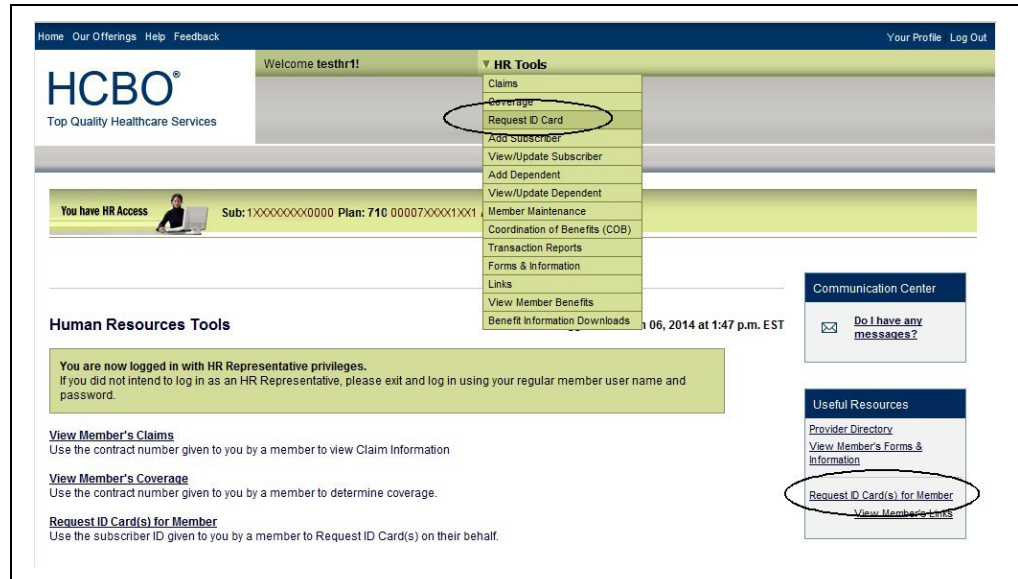 Home Our Offerings Help Feedback
Your Profile Log Out
Welcome testhr1!
▼ HR Tools
HCBO®
Top Quality Healthcare Services
Claims
Coverage
Request ID Card
Add Subscriber
View/Update Subscriber
Add Dependent
View/Update Dependent
Member Maintenance
Coordination of Benefits (COB)
Transaction Reports
Forms & Information
Links
View Member Benefits
Benefit Information Downloads
You have HR Access
Sub: 1XXXXXXXX0000 Plan: 710 00007XXXX1XX1
Human Resources Tools
06, 2014 at 1:47 p.m. EST
You are now logged in with HR Representative privileges.
If you did not intend to log in as an HR Representative, please exit and log in using your regular member user name and
password.
View Member's Claims
Use the contract number given to you by a member to view Claim Information
View Member's Coverage
Use the contract number given to you by a member to determine coverage.
Request ID Card(s) for Member
Use the subscriber ID given to you by a member to Request ID Card(s) on their behalf.
Communication Center
Do I have any
messages?
Useful Resources
Provider Directory
View Member's Forms &
Information
Request ID Card(s) for Member
View Member's Links